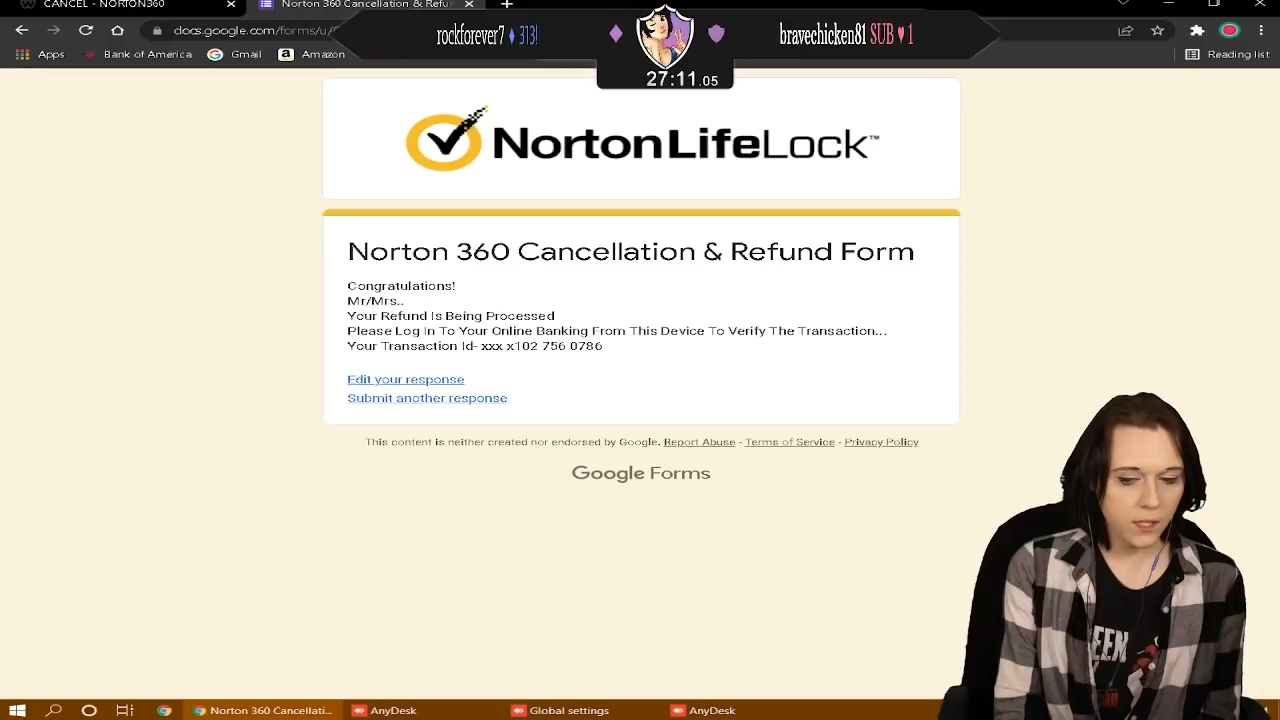 CANCEL - NORTON360
Norton 360 Cancellation & Refun
docs.google.com/forms/u/
rockforever7 313!
bravechicken81 SUB ♥ 1
27:11.05
Apps
Bank of America
Gmail
Amazon
Reading list
NortonLifeLock™
Norton 360 Cancellation & Refund Form
Congratulations!
Mr/Mrs..
Your Refund Is Being Processed
Please Log In To Your Online Banking From This Device To Verify The Transaction...
Your Transaction Id- xxx x102 756 0786
Edit your response
Submit another response
This content is neither created nor endorsed by Google. Report Abuse - Terms of Service - Privacy Policy
Google Forms
EEN
Norton 360 Cancellati...
AnyDesk
Global settings
AnyDesk